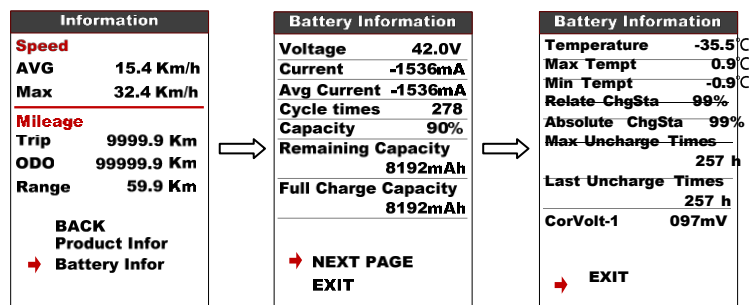 Information
Speed
AVG 15.4 Km/h
Max 32.4 Km/h
Mileage
Trip 9999.9 Km
ODO 99999.9 Km
Range 59.9 Km
BACK
Product Infor
Battery Infor
Battery Information
Voltage 42.0V
Current -1536mA
Avg Current -1536mA
Cycle times 278
Capacity 90%
Remaining Capacity
8192mAh
Full Charge Capacity
8192mAh
NEXT PAGE
EXIT
Battery Information
Temperature -35.5℃
Max Tempt 0.9℃
Min Tempt -0.9℃
Relate ChgSta 99%
Absolute ChgSta 99%
Max Uncharge Times
257 h
Last Uncharge Times
257 h
CorVolt-1 097mV
EXIT